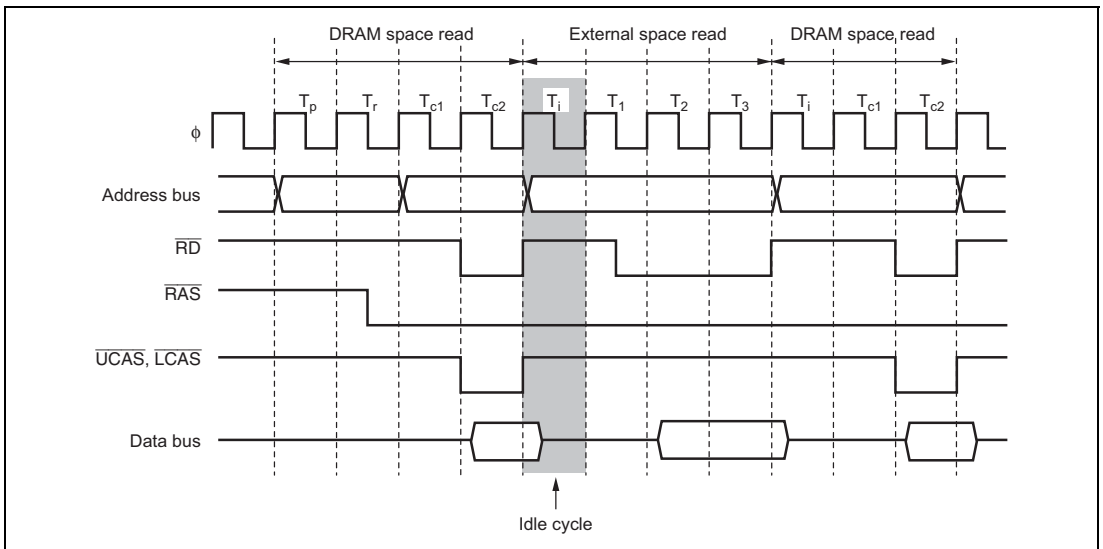 DRAM space read External space read DRAM space read
Tp Tr Tc1 Tc2 Ti T1 T2 T3 Ti Tc1 Tc2
ϕ
Address bus
RD
RAS
UCAS, LCAS
Data bus
Idle cycle